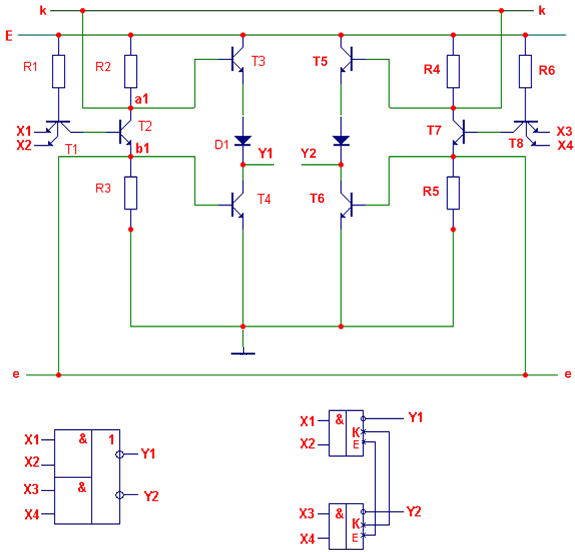 k k
E
R1 R2 T3 T5 R4 R6
a1
X1 T2 T7 X3
X2 T1 b1 D1 Y1 Y2 T8 X4
R3 T4 T6 R5
e e
X1 & 1 Y1
X2
X3 & Y2
X4
X1 & Y1
K
X2 E
X3 & Y2
K
X4 E